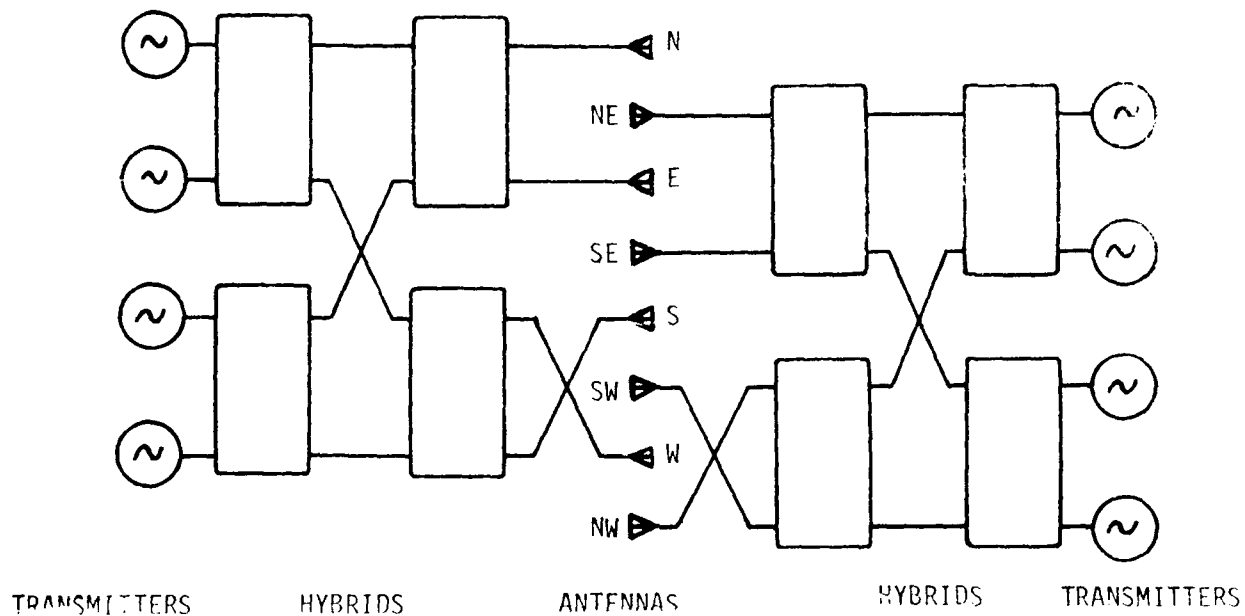 N
NE
E
SE
S
SW
W
NW
TRANSMITTERS HYBRIDS ANTENNAS HYBRIDS TRANSMITTERS